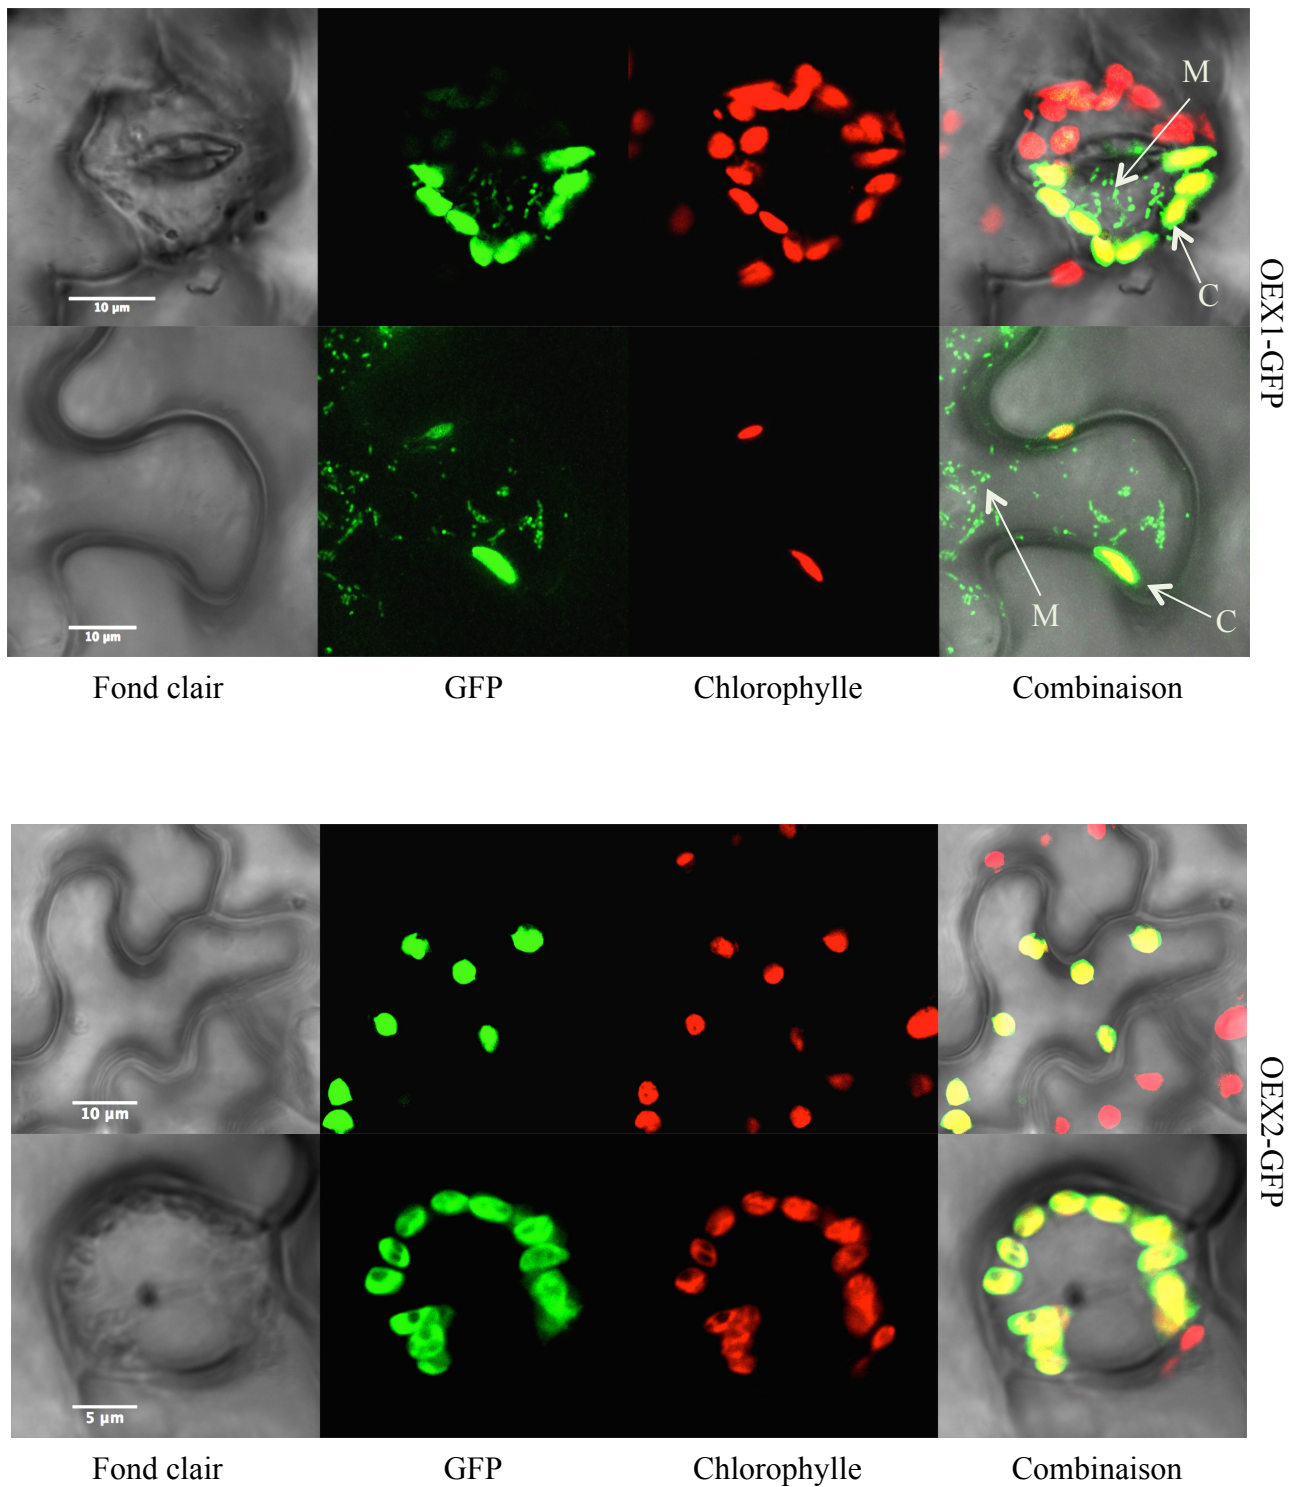 M
C
10 µm
OEX1-GFP
M
C
10 µm
Fond clair GFP Chlorophylle Combinaison
10 µm
OEX2-GFP
5 µm
Fond clair GFP Chlorophylle Combinaison